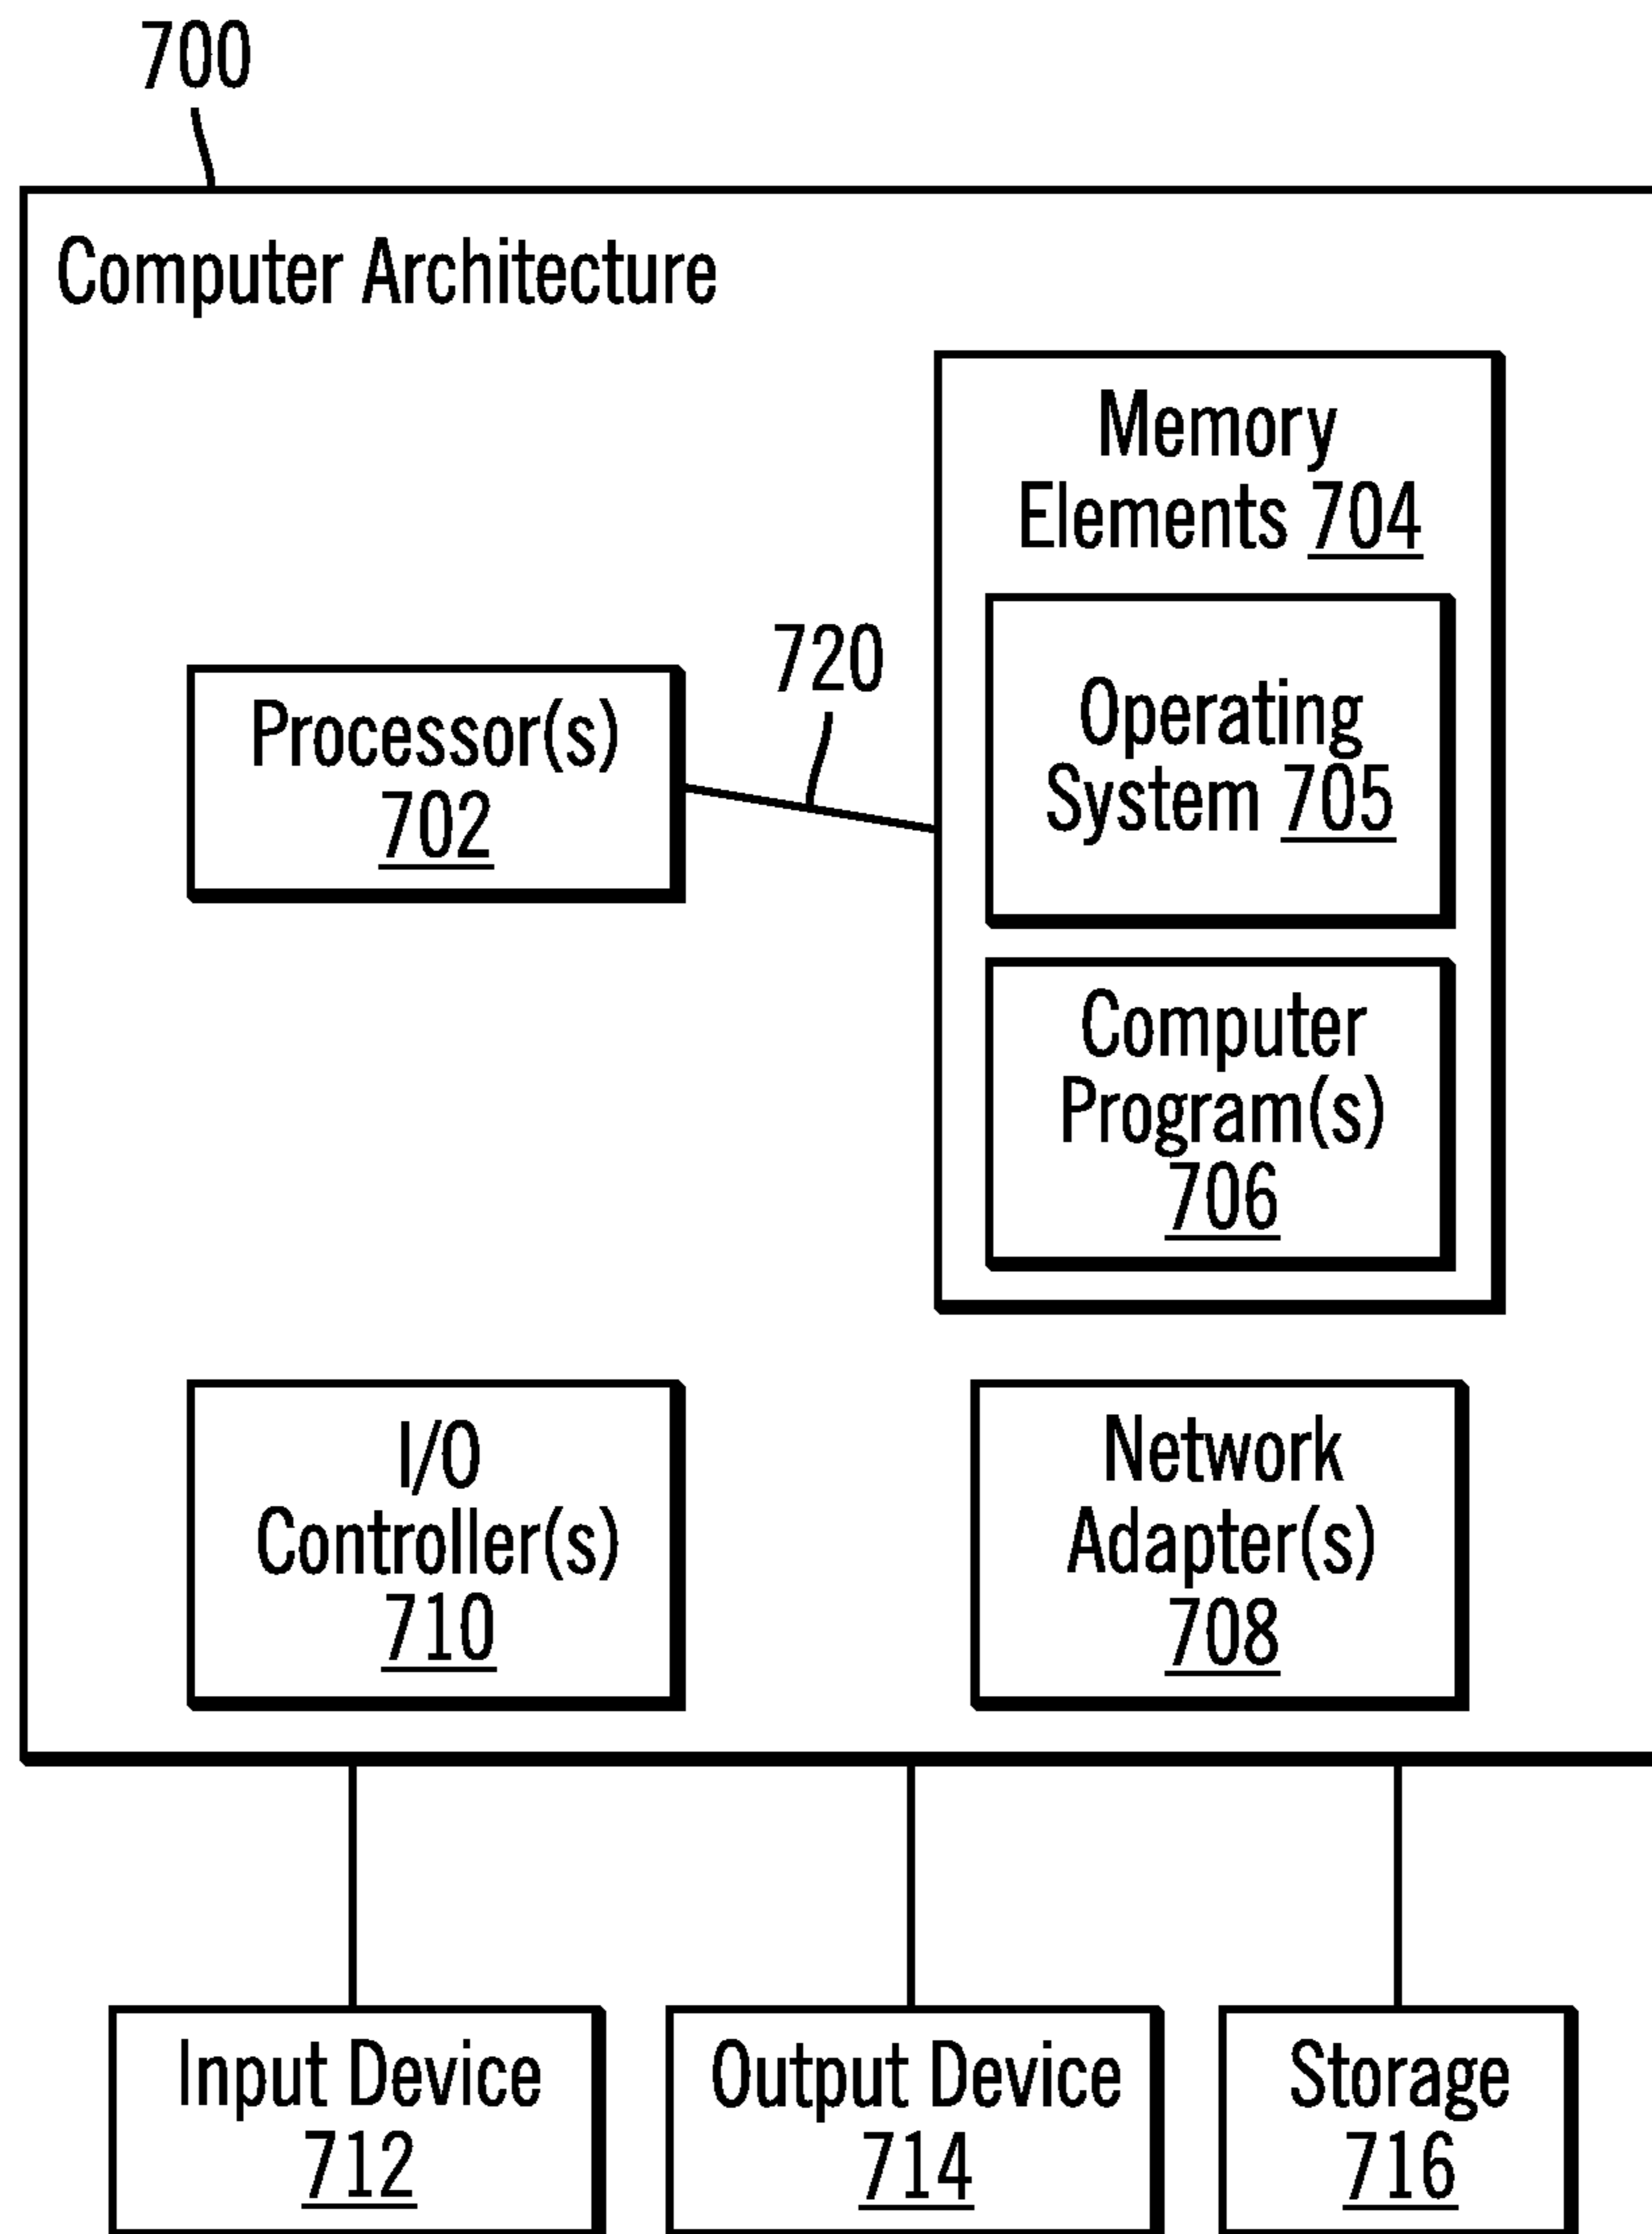 700
Computer Architecture
Memory
Elements 704
Operating
System 705
720
Processor(s)
702
Computer
Program(s)
706
I/O
Controller(s)
710
Network
Adapter(s)
708
Input Device
712
Output Device
714
Storage
716